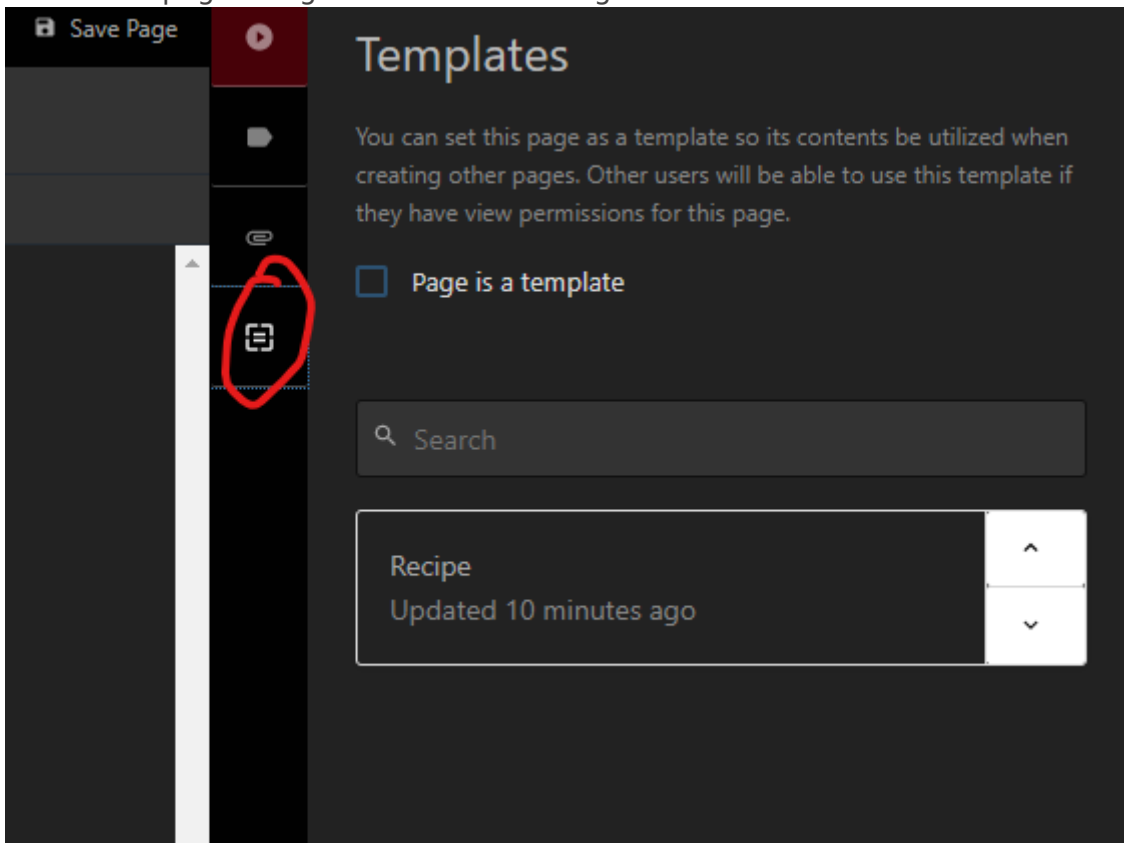 Save Page
Templates
You can set this page as a template so its contents be utilized when
creating other pages. Other users will be able to use this template if
they have view permissions for this page.
Page is a template
Search
Recipe
Updated 10 minutes ago